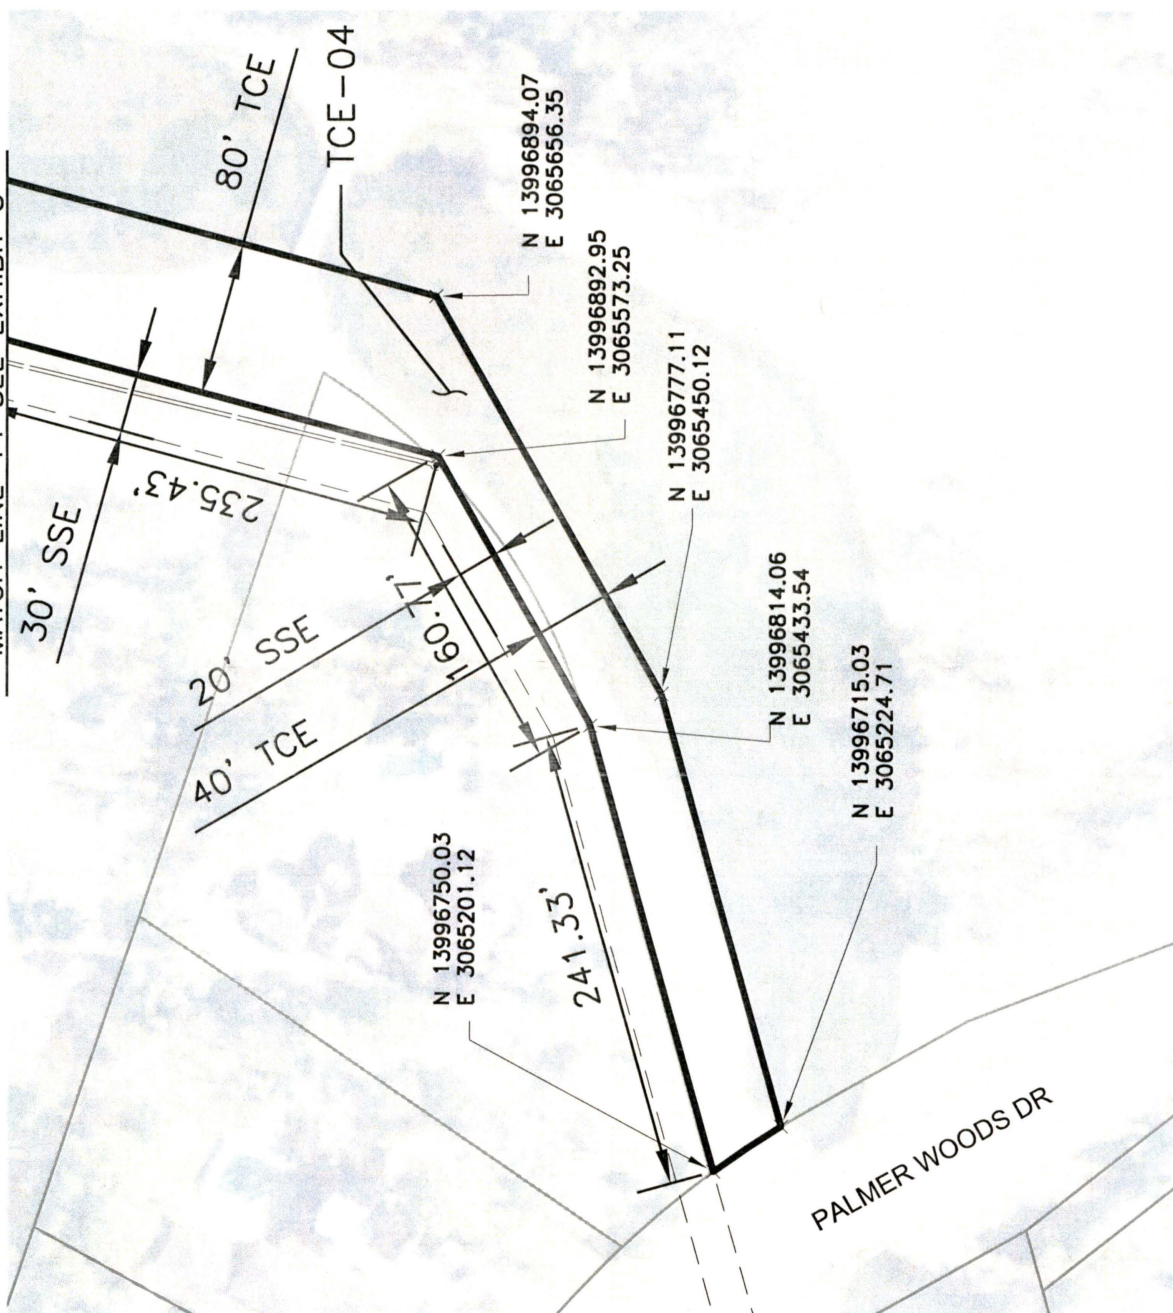 80' TCE
TCE-04
30' SSE
235.43'
N 13996894.07
E 3065656.35
N 13996892.95
E 3065573.25
20' SSE
160.77'
40' TCE
N 13996777.11
E 3065450.12
N 13996814.06
E 3065433.54
N 13996715.03
E 3065224.71
N 13996750.03
E 3065201.12
241.33'
PALMER WOODS DR